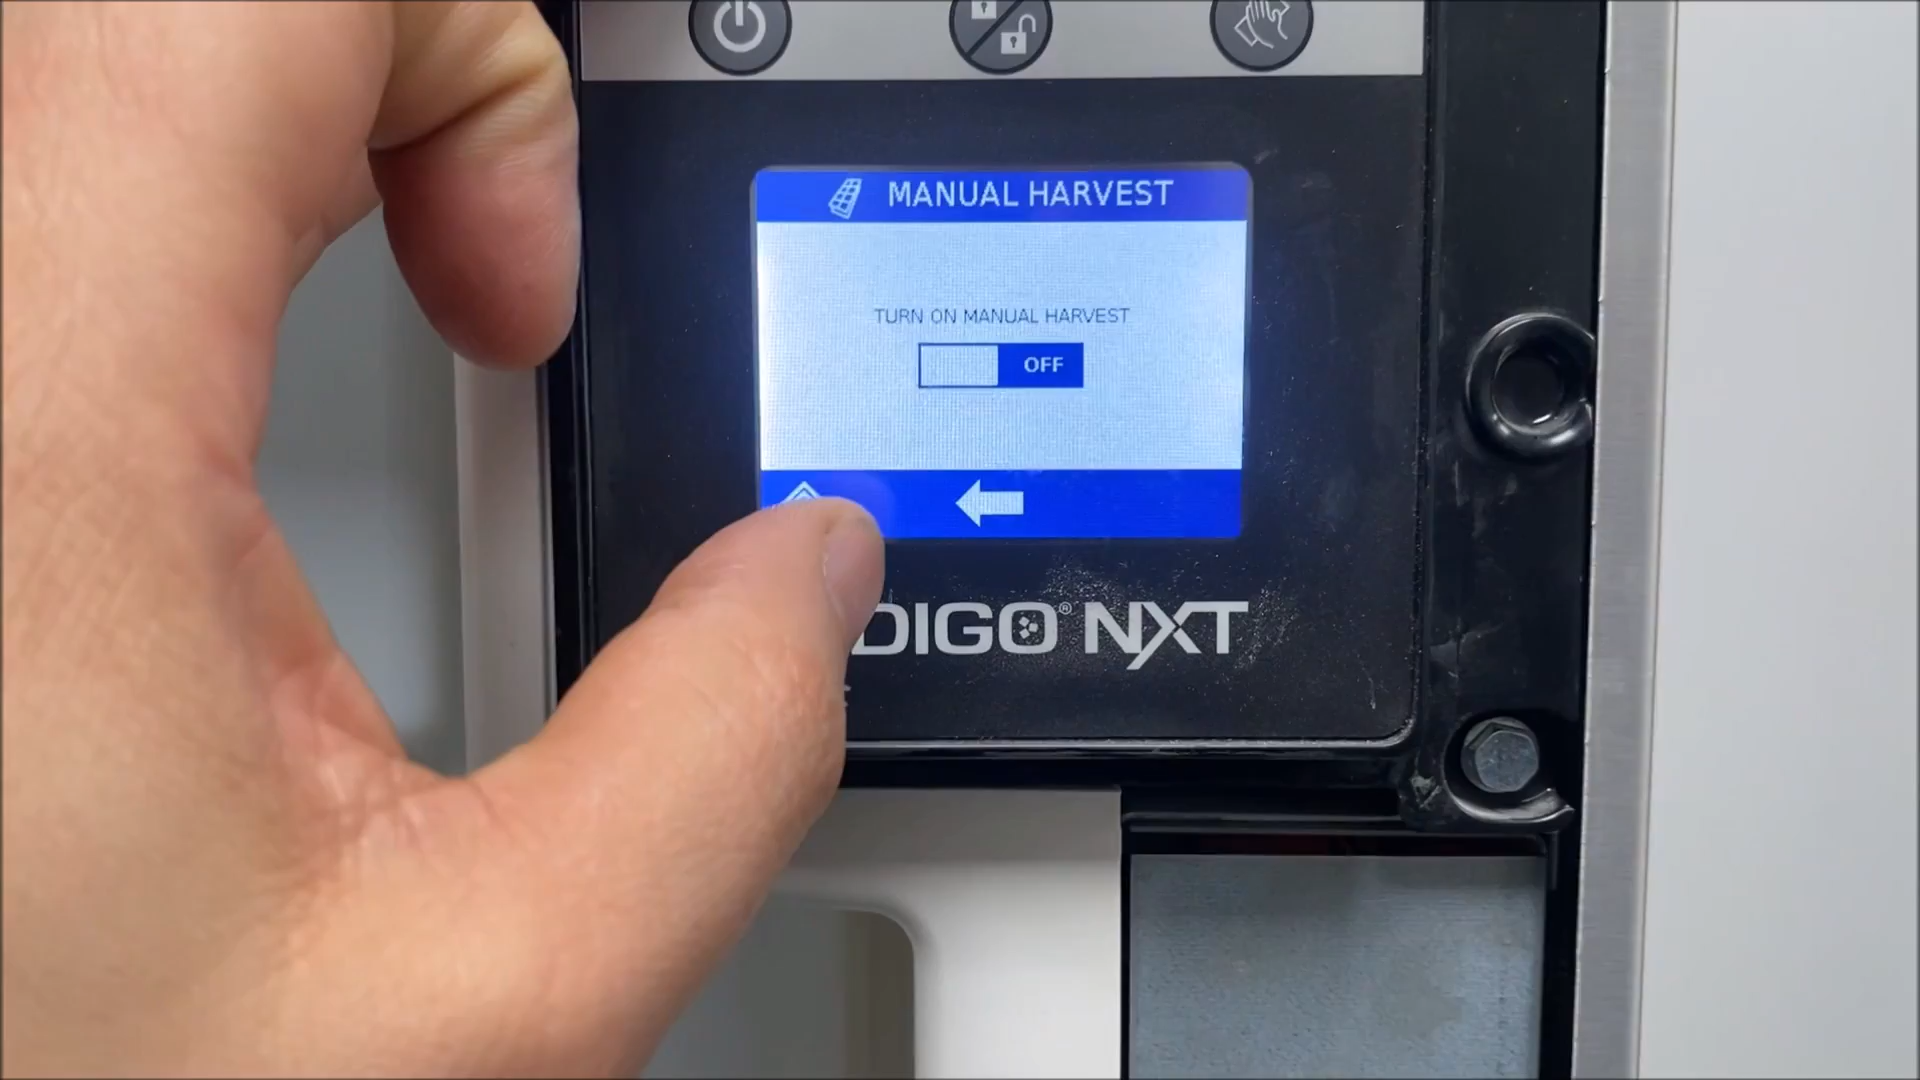 MANUAL HARVEST
TURN ON MANUAL HARVEST
OFF
DIGO® NXT